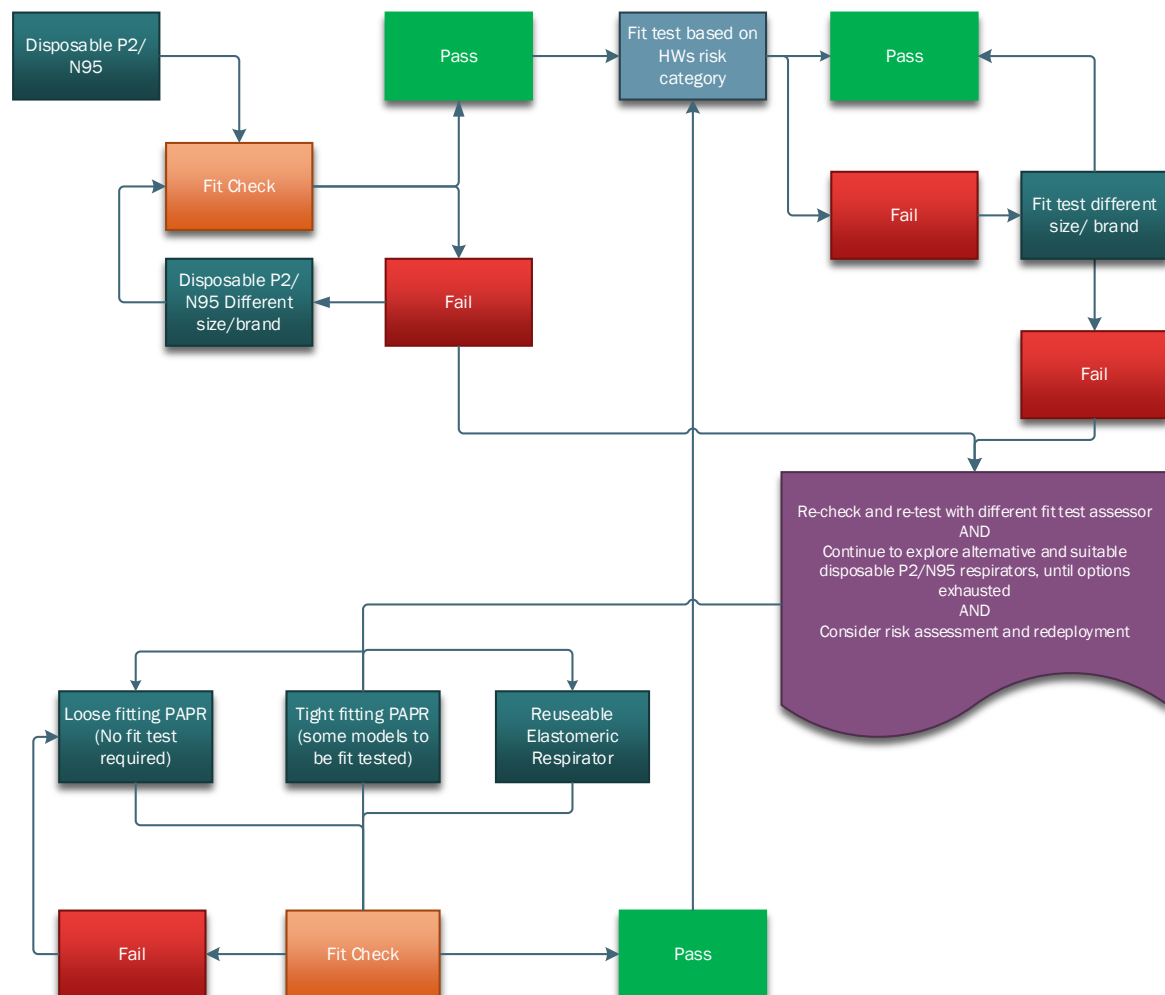 Disposable P2/
N95
Pass
Fit test based on
HWs risk
category
Pass
Fit Check
Fail
Fit test different
size/ brand
Disposable P2/
N95 Different
size/brand
Fail
Fail
Re-check and re-test with different fit test assessor
AND
Continue to explore alternative and suitable
disposable P2/N95 respirators, until options
exhausted
AND
Consider risk assessment and redeployment
Loose fitting PAPR
(No fit test
required)
Tight fitting PAPR
(some models to
be fit tested)
Reuseable
Elastomeric
Respirator
Fail
Fit Check
Pass